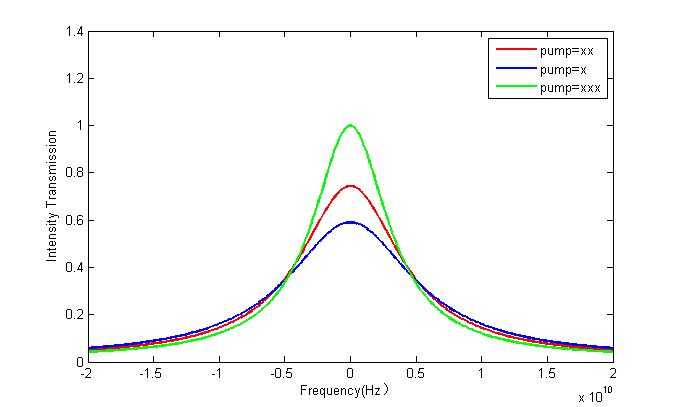 1.4
1.2
1
0.8
0.6
0.4
0.2
0
Intensity Transmission
pump=xx
pump=x
pump=xxx
-2 -1.5 -1 -0.5 0 0.5 1 1.5 2
Frequency(Hz）
x 10^10